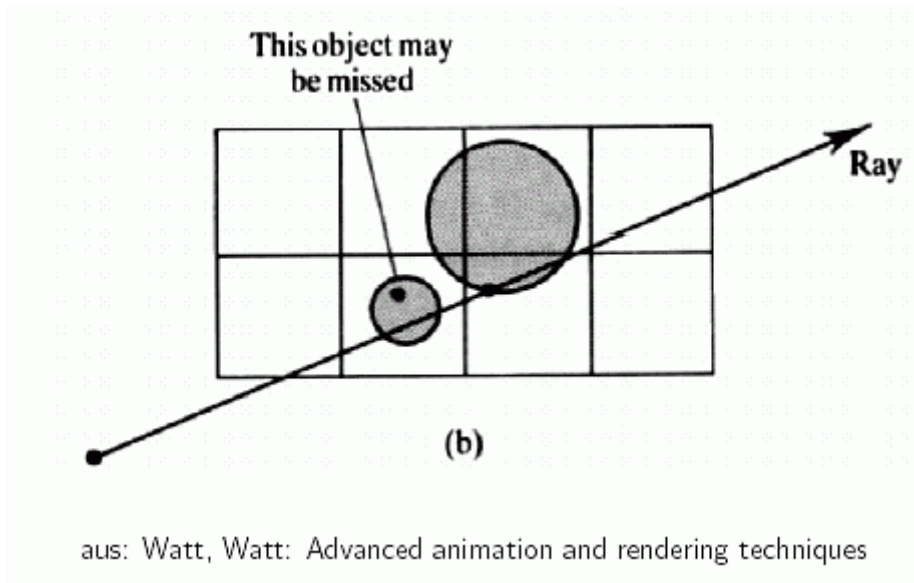 This object may
be missed
Ray
(b)
aus: Watt, Watt: Advanced animation and rendering techniques